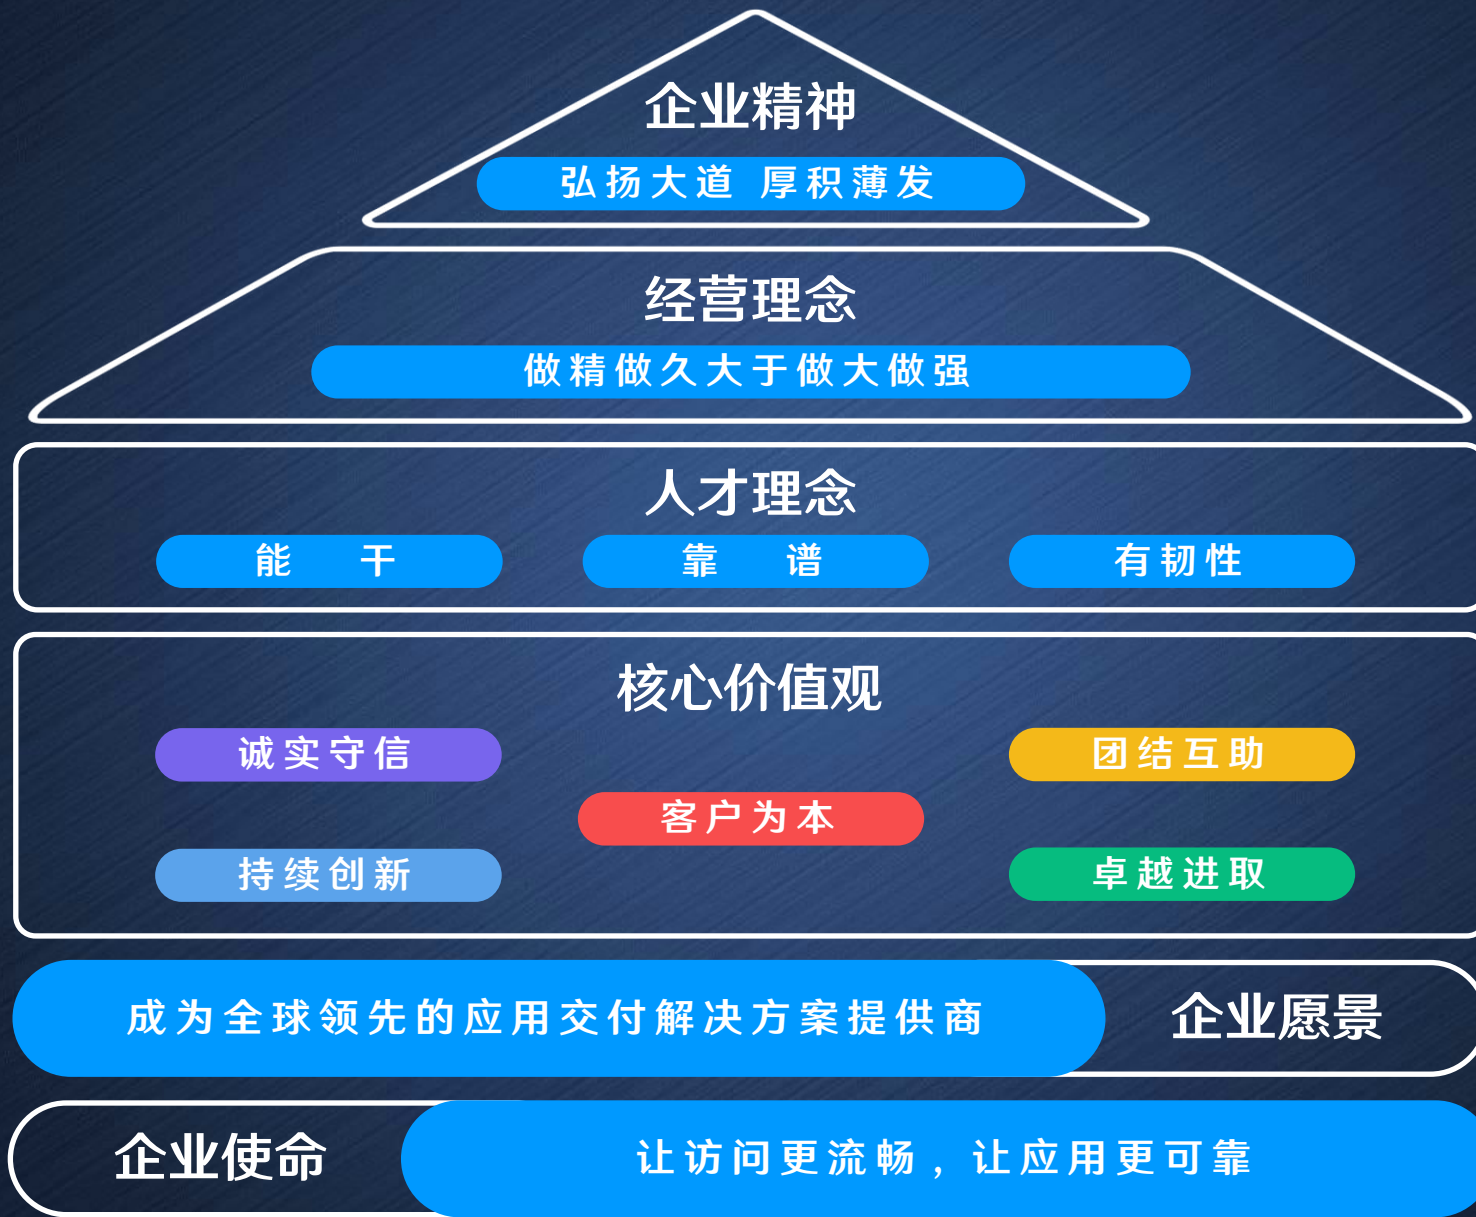 企业精神
弘扬大道 厚积薄发
经营理念
做精做久大于做大做强
人才理念
能 干
靠 谱
有韧性
核心价值观
诚实守信
团结互助
客户为本
持续创新
卓越进取
成为全球领先的应用交付解决方案提供商
企业愿景
企业使命
让访问更流畅，让应用更可靠